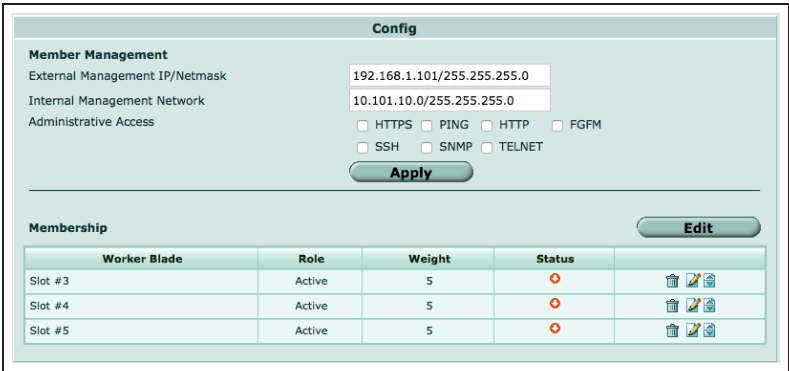 Config
Member Management
External Management IP/Netmask 192.168.1.101/255.255.255.0
Internal Management Network 10.101.10.0/255.255.255.0
Administrative Access HTTPS PING HTTP FGFM
SSH SNMP TELNET
Apply
Membership Edit
Worker Blade Role Weight Status
Slot #3 Active 5
Slot #4 Active 5
Slot #5 Active 5